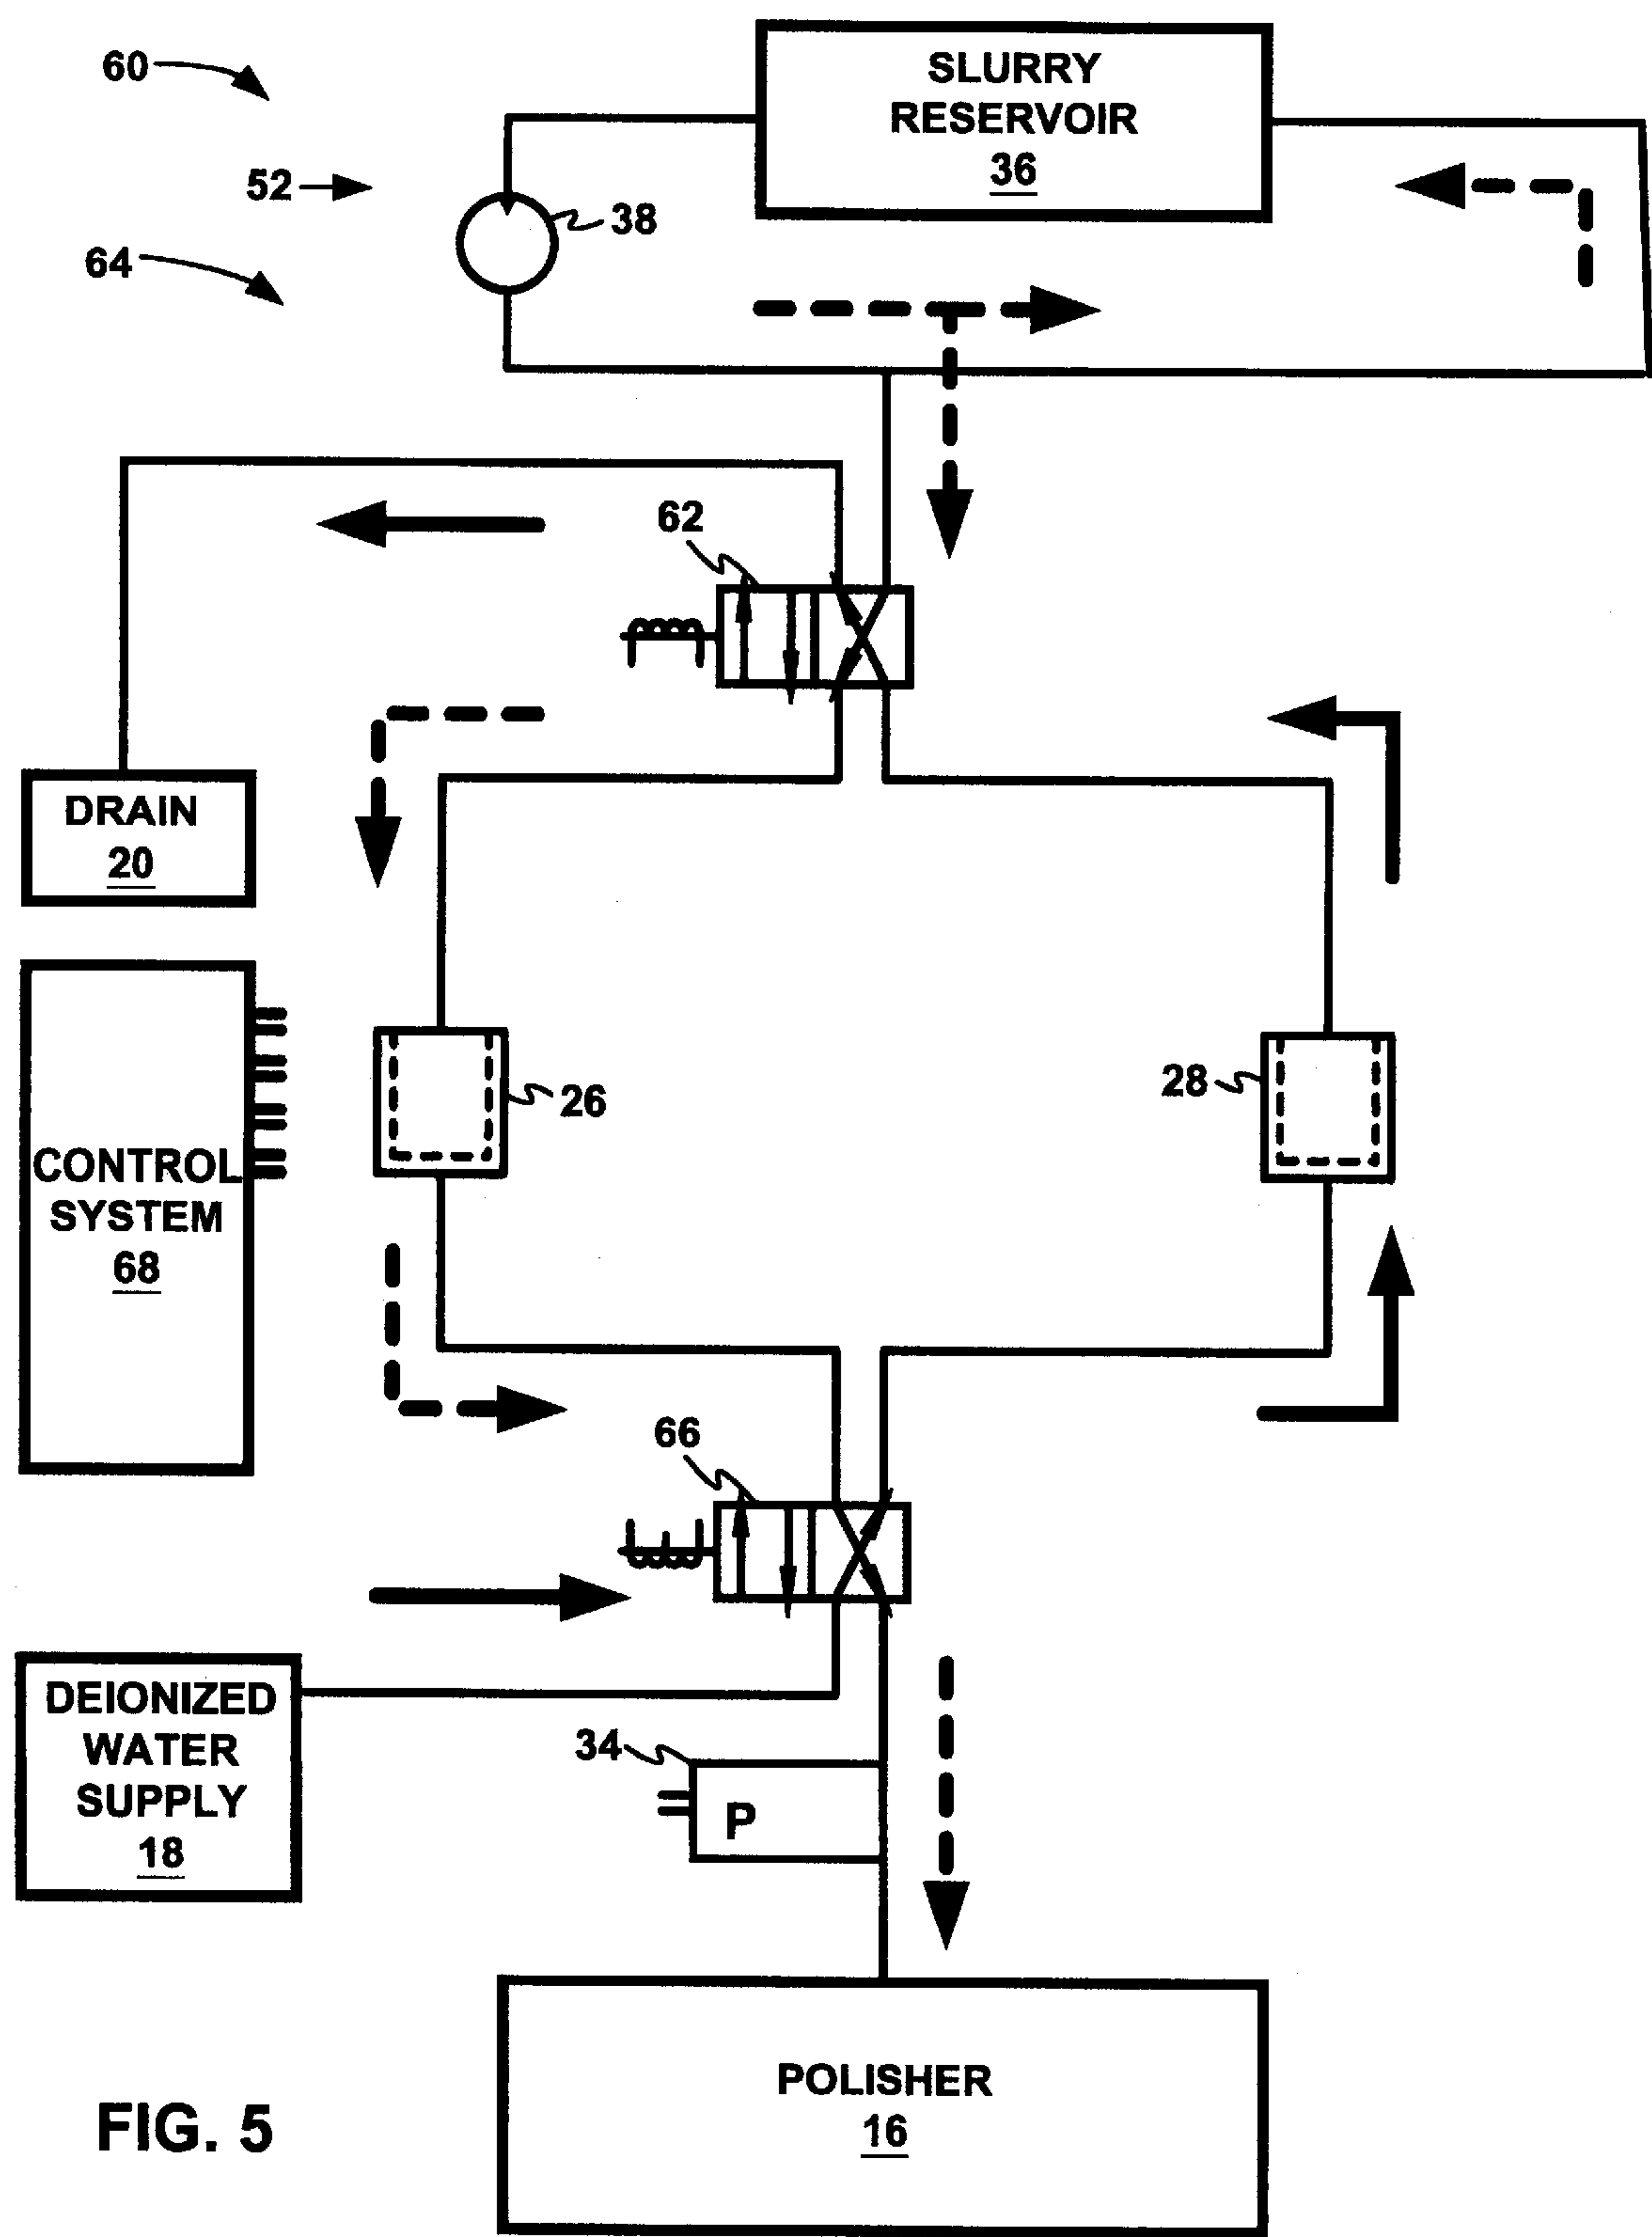 60
SLURRY
RESERVOIR
36
52
38
64
62
DRAIN
20
26
28
CONTROL
SYSTEM
68
66
DEIONIZED
WATER
SUPPLY
18
34
P
POLISHER
16
FIG. 5